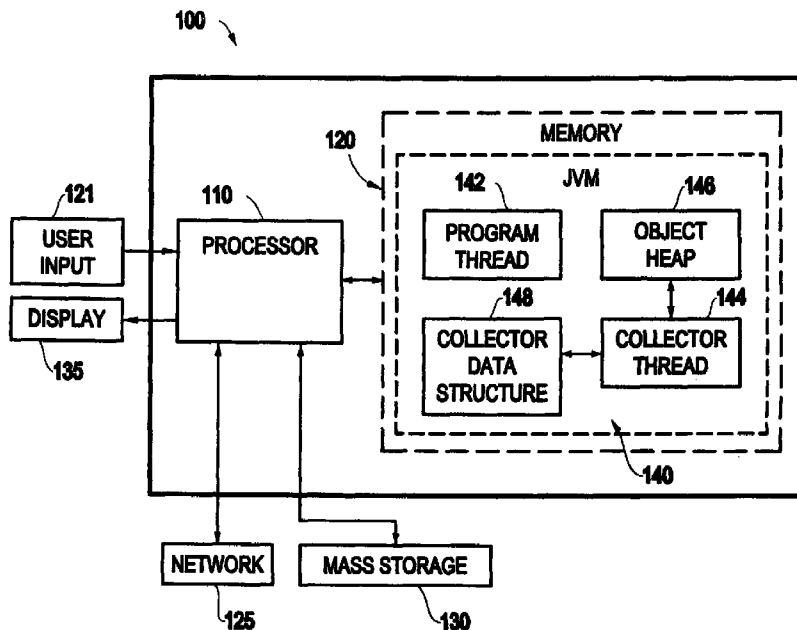 100
MEMORY
120
JVM
142
146
121
110
USER
INPUT
PROCESSOR
PROGRAM
THREAD
OBJECT
HEAP
148
144
DISPLAY
COLLECTOR
DATA
STRUCTURE
COLLECTOR
THREAD
135
140
NETWORK
MASS STORAGE
125
130